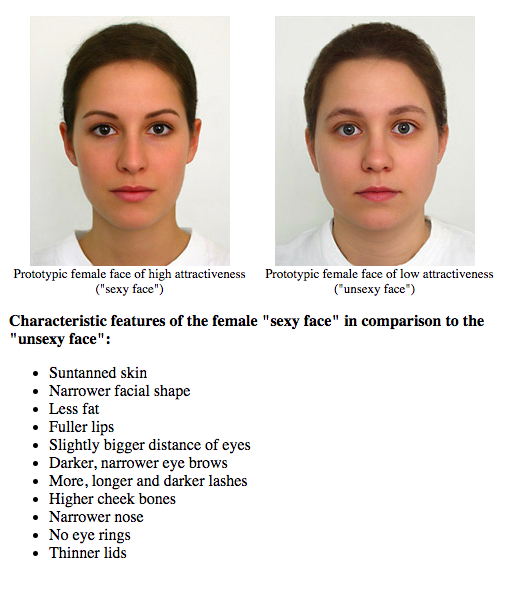 Prototypic female face of high attractiveness
("sexy face")
Prototypic female face of low attractiveness
("unsexy face")
Characteristic features of the female "sexy face" in comparison to the
"unsexy face":
• Suntanned skin
• Narrower facial shape
• Less fat
• Fuller lips
• Slightly bigger distance of eyes
• Darker, narrower eye brows
• More, longer and darker lashes
• Higher cheek bones
• Narrower nose
• No eye rings
• Thinner lids